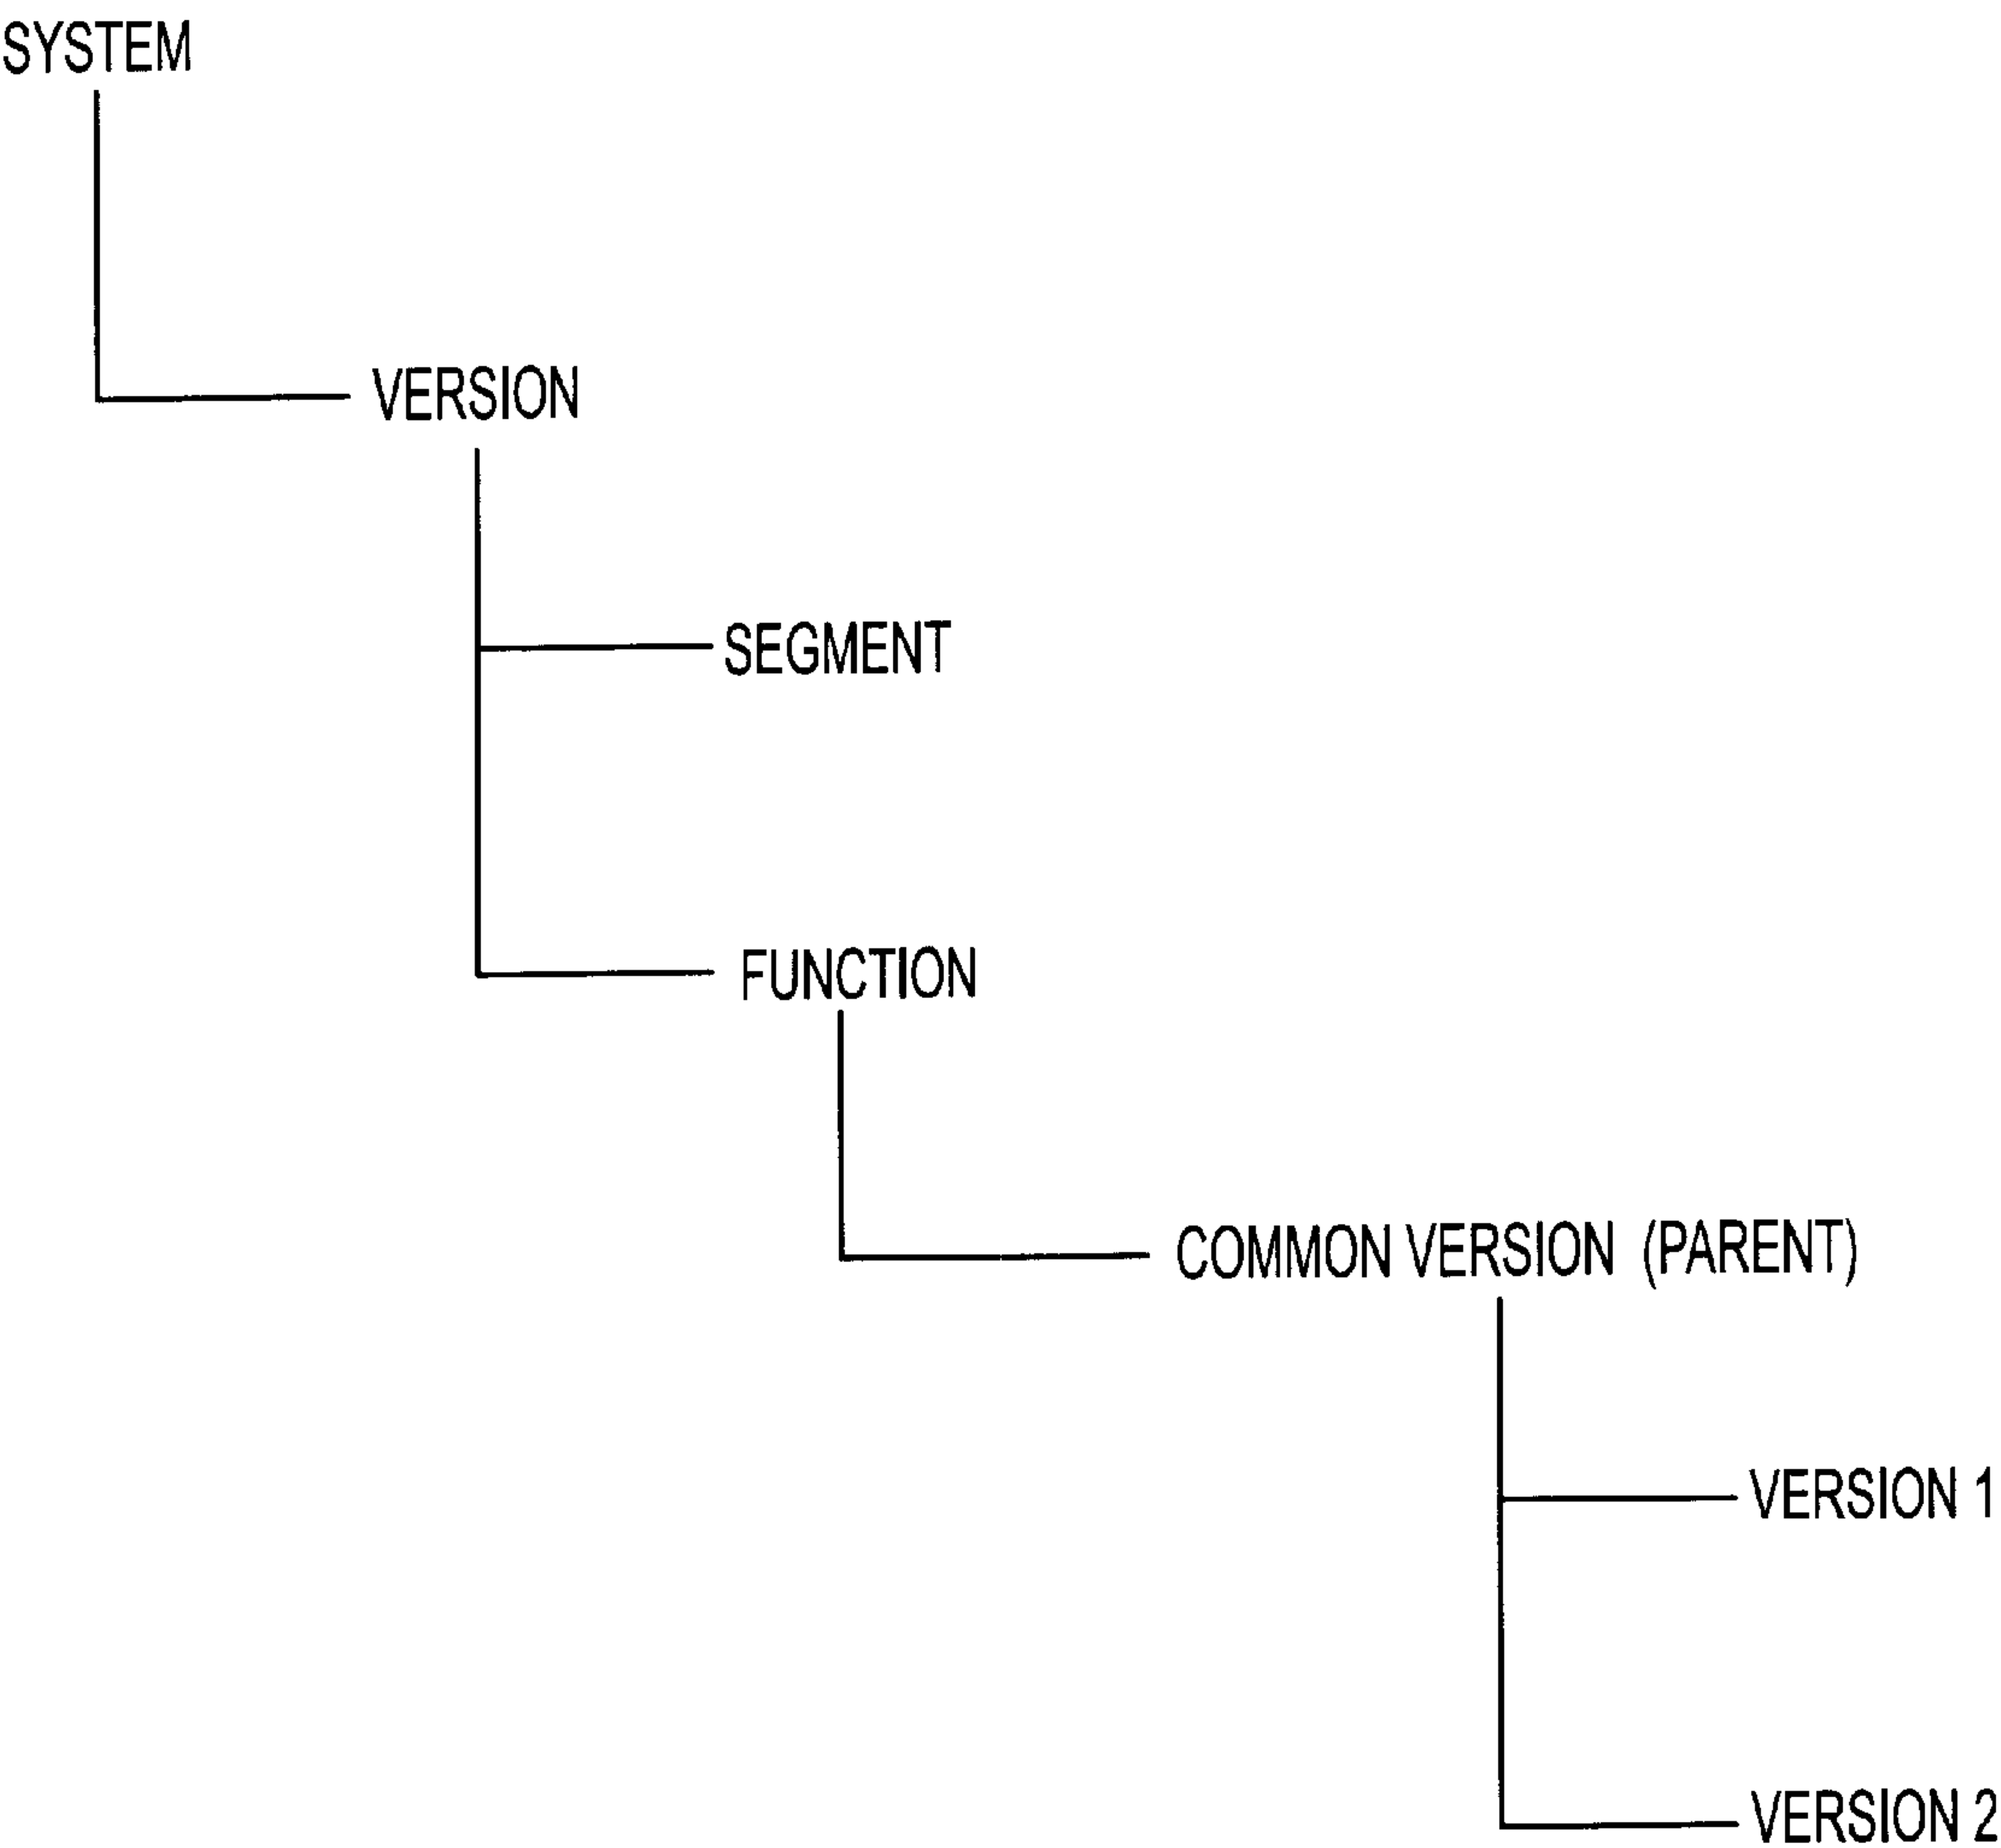 SYSTEM
VERSION
SEGMENT
FUNCTION
COMMON VERSION (PARENT)
VERSION 1
VERSION 2